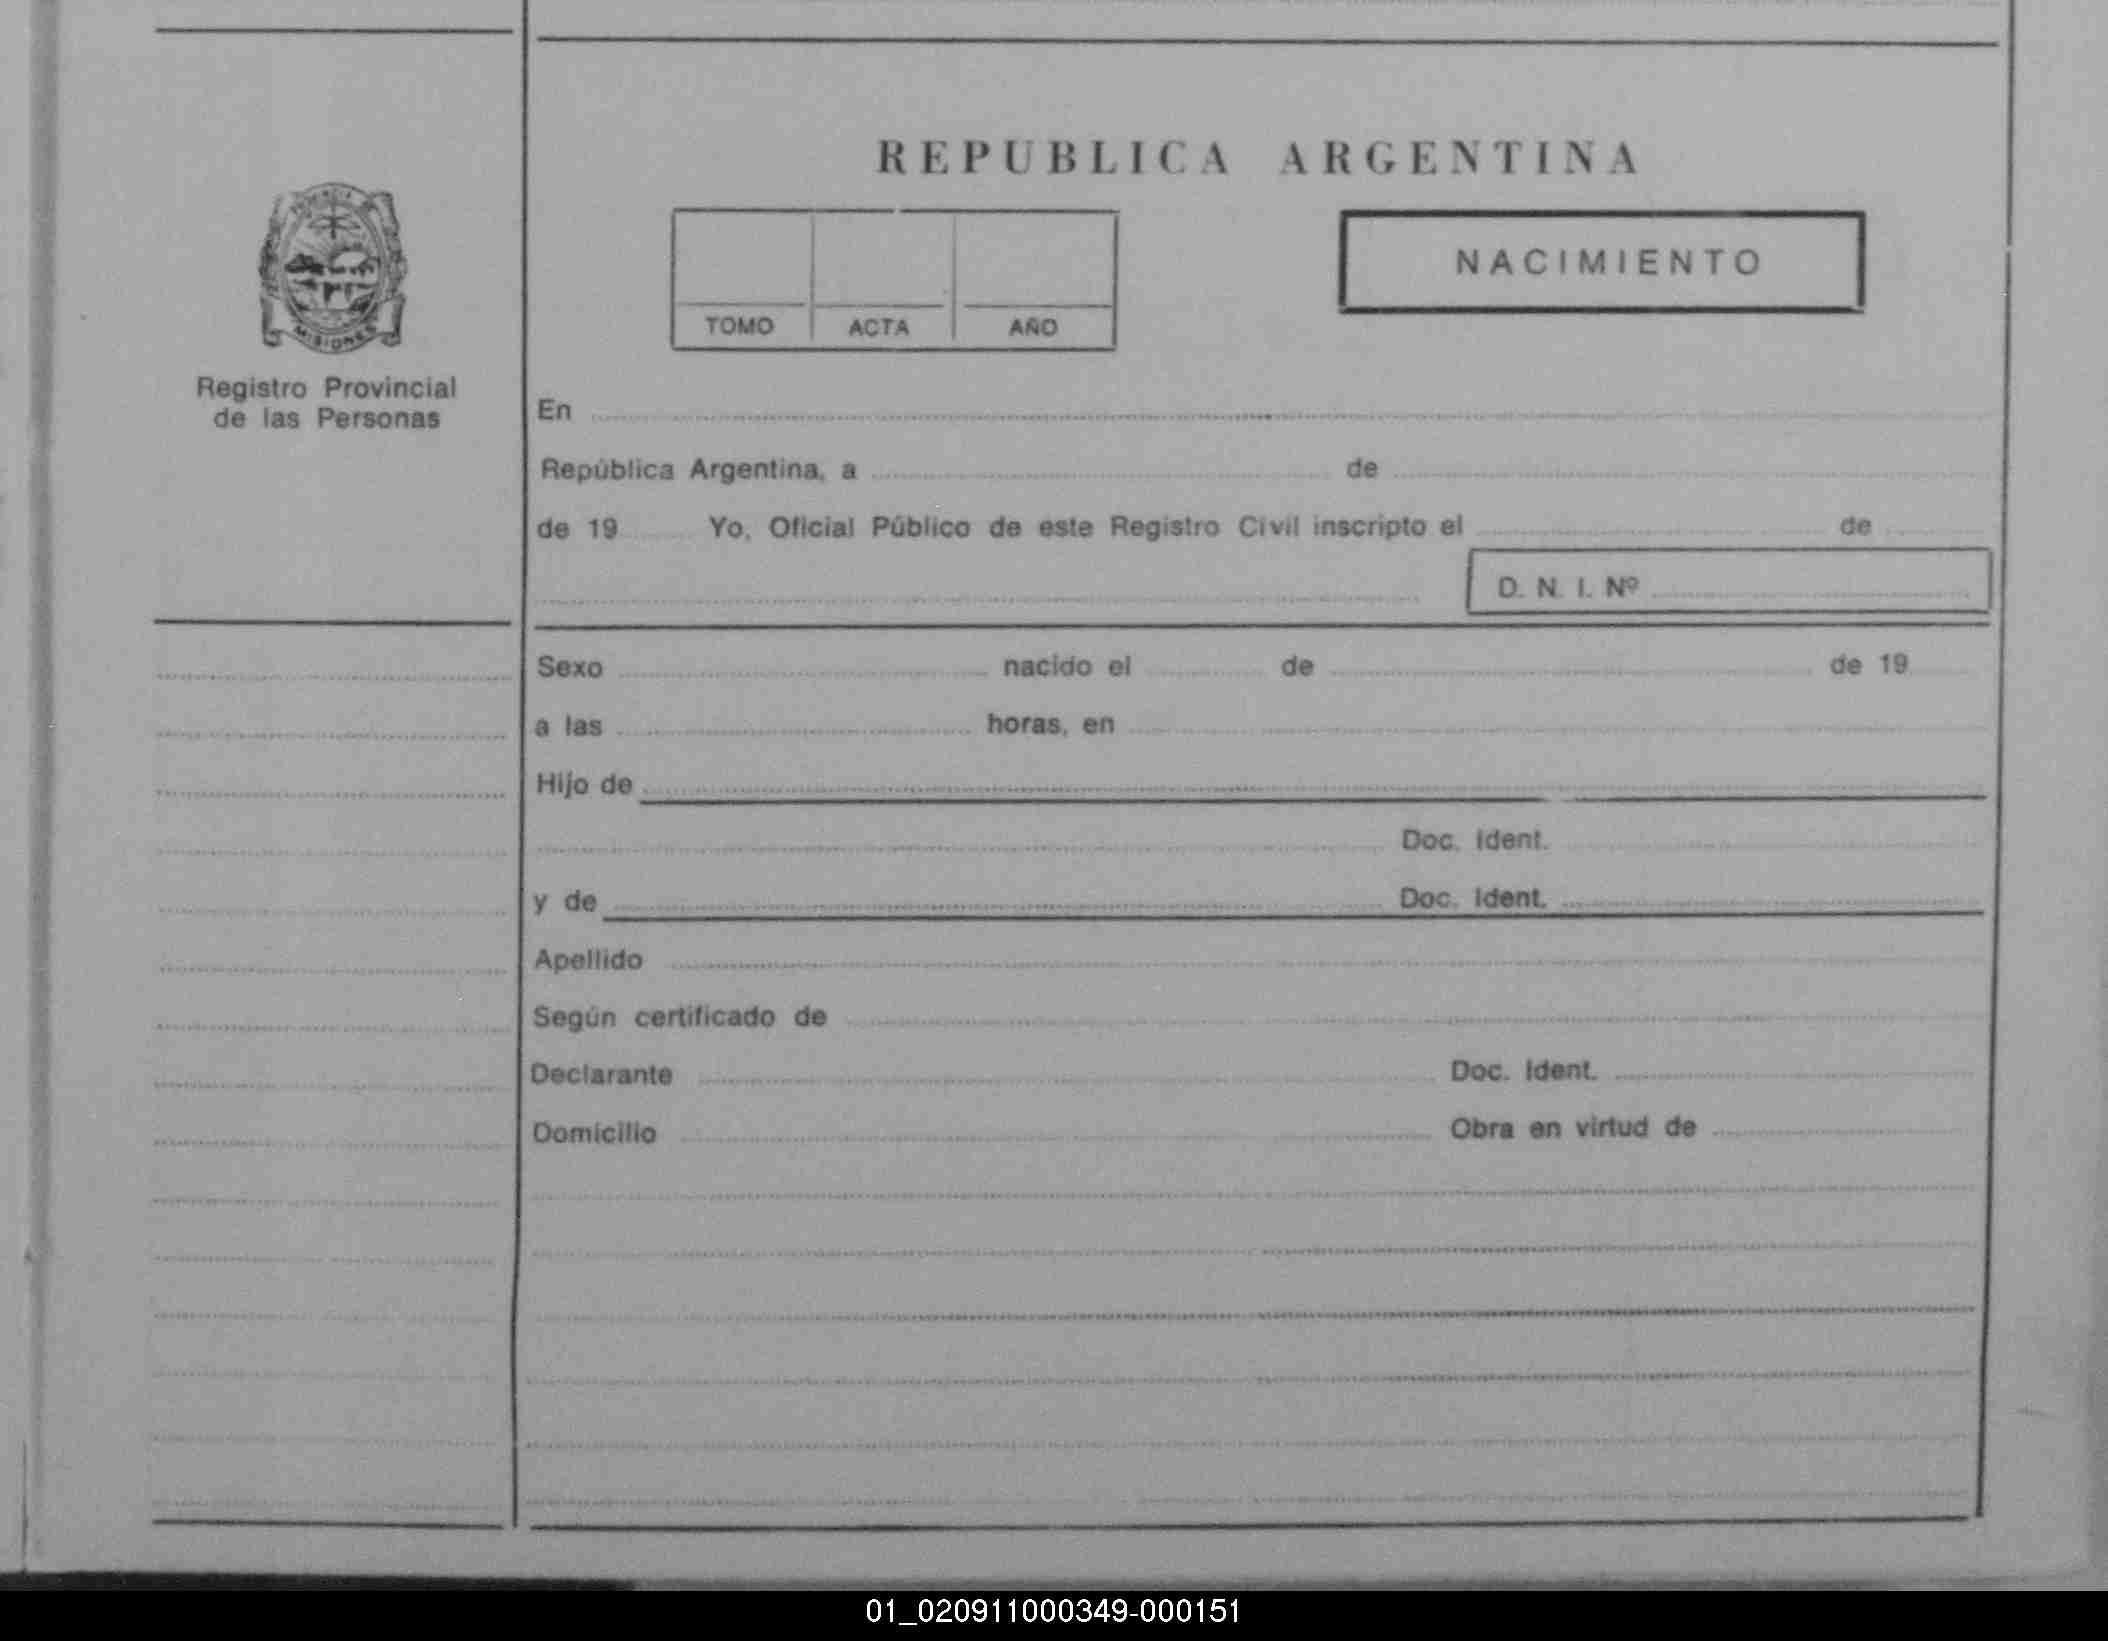 PROVINCIA DE
MISIONES
Registro Provincial
de las Personas
REPUBLICA ARGENTINA
TOMO ACTA AÑO
NACIMIENTO
En
República Argentina, a de
de 19 Yo, Oficial Público de este Registro Civil inscripto el de
D. N. I. Nº
Sexo nacido el de de 19
a las horas, en
Hijo de
Doc. Ident.
y de Doc. Ident.
Apellido
Según certificado de
Declarante Doc. Ident.
Domicilio Obra en virtud de
01_020911000349-000151